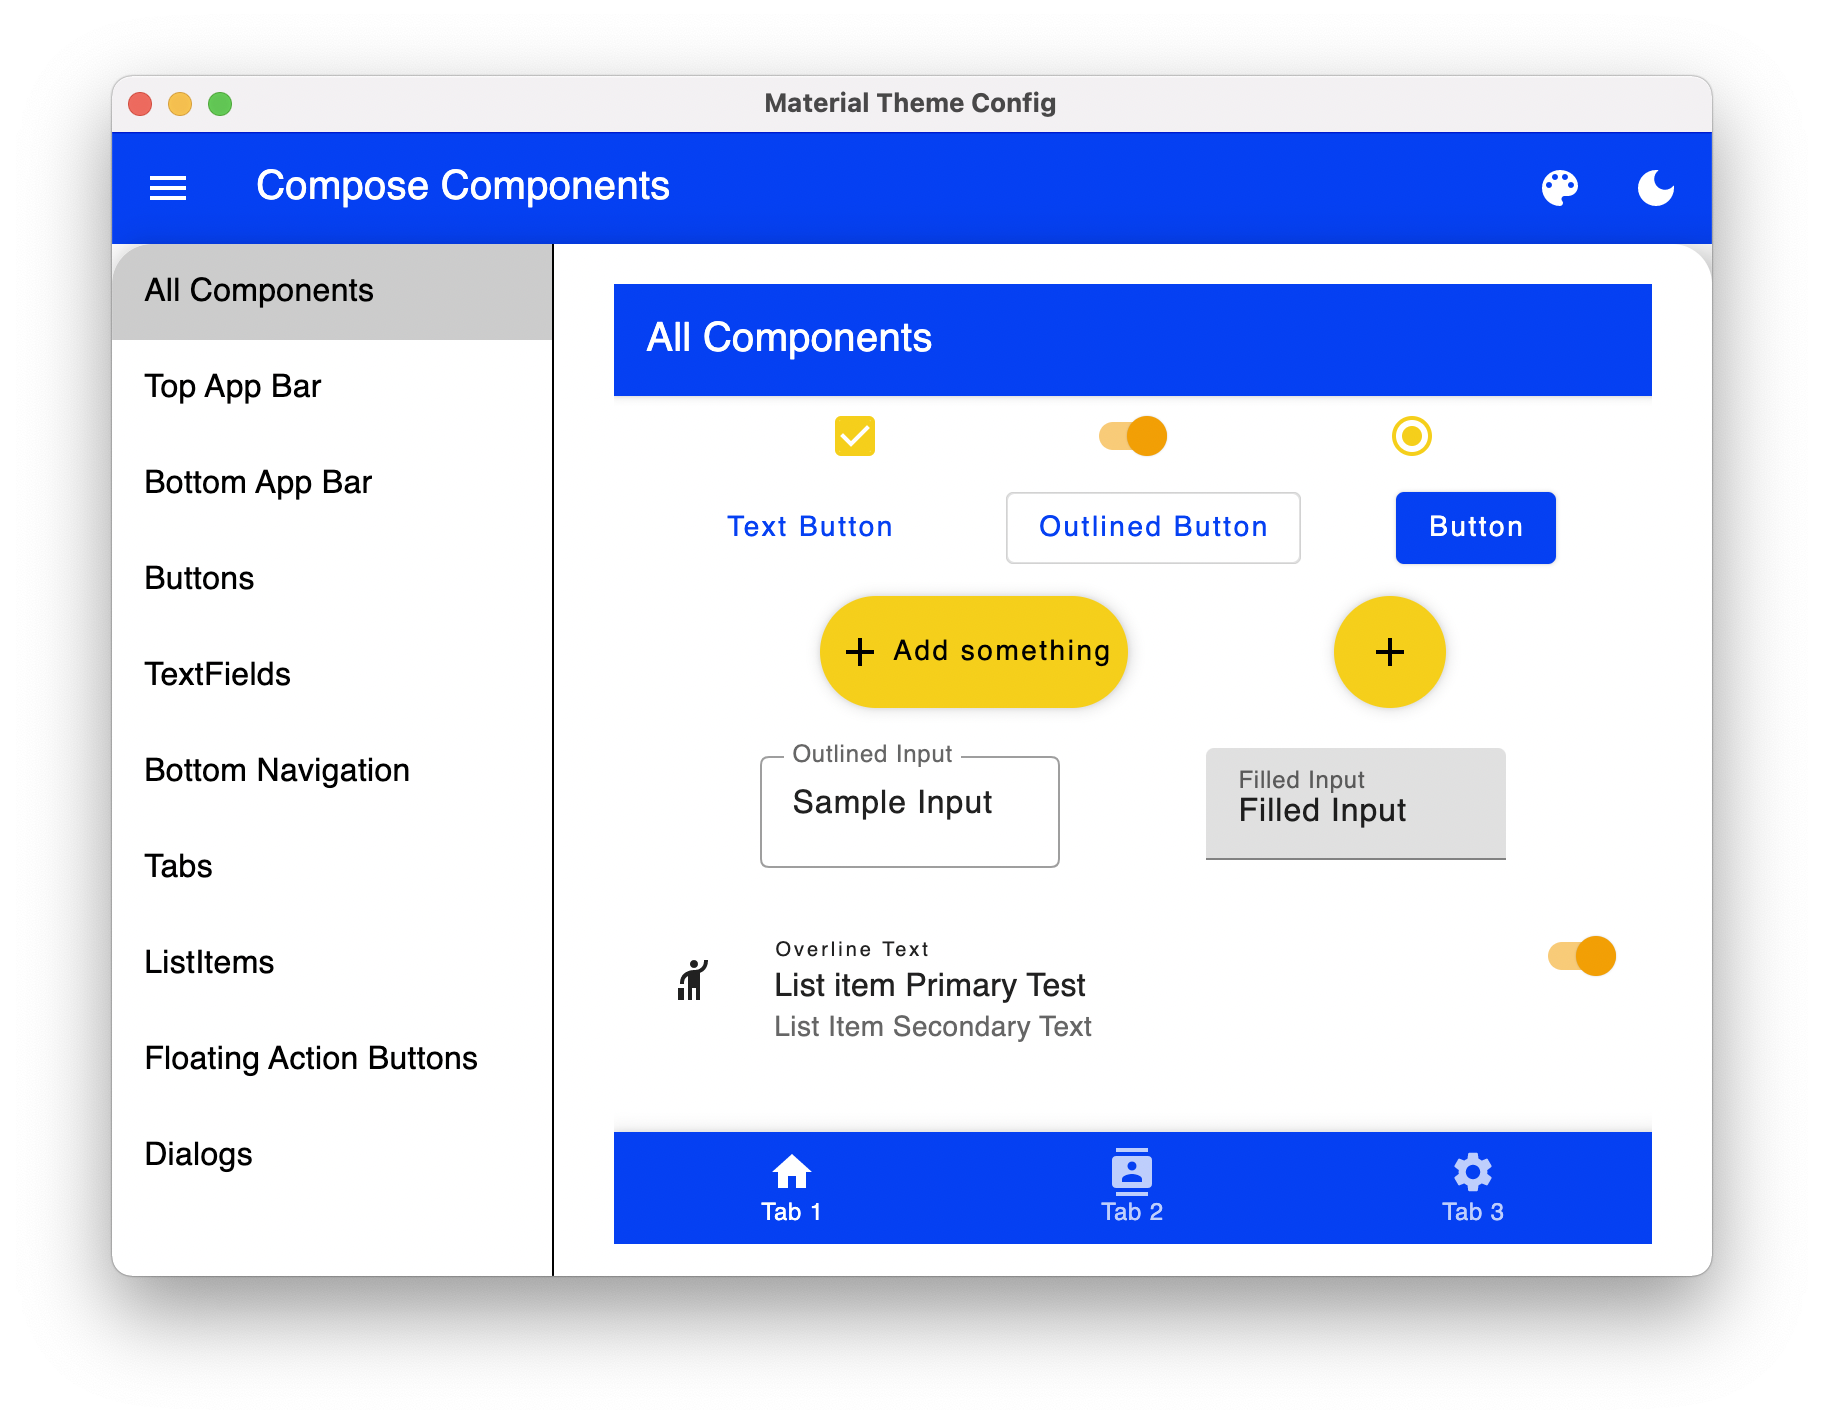 Material Theme Config
Compose Components
All Components
Top App Bar
Bottom App Bar
Buttons
TextFields
Bottom Navigation
Tabs
ListItems
Floating Action Buttons
Dialogs
All Components
Text Button
Outlined Button
Button
Add something
Outlined Input
Sample Input
Filled Input
Filled Input
Overline Text
List item Primary Test
List Item Secondary Text
Tab 1
Tab 2
Tab 3